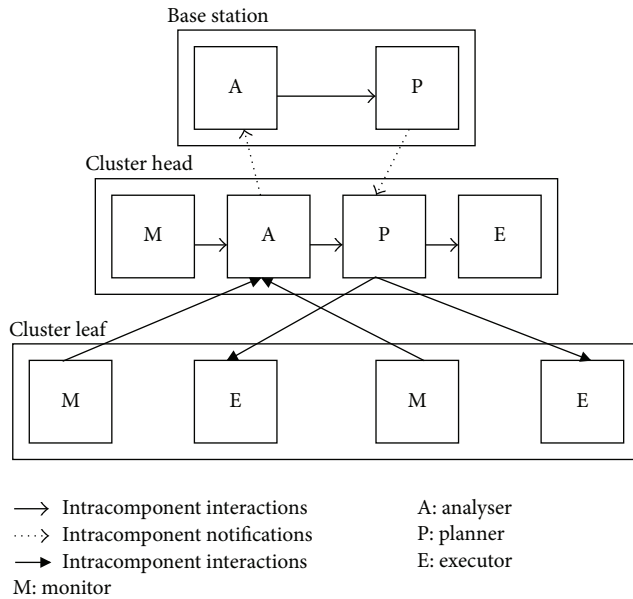 Base station
A
P
Cluster head
M
A
P
E
Cluster leaf
M
E
M
E
Intracomponent interactions
Intracomponent notifications
Intracomponent interactions
M: monitor
A: analyser
P: planner
E: executor